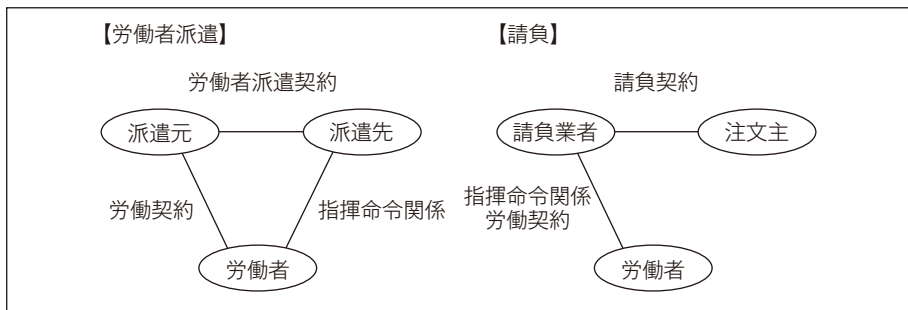 【労働者派遣】
労働者派遣契約
派遣元
派遣先
労働契約
指揮命令関係
労働者
【請負】
請負契約
請負業者
注文主
指揮命令関係
労働契約
労働者